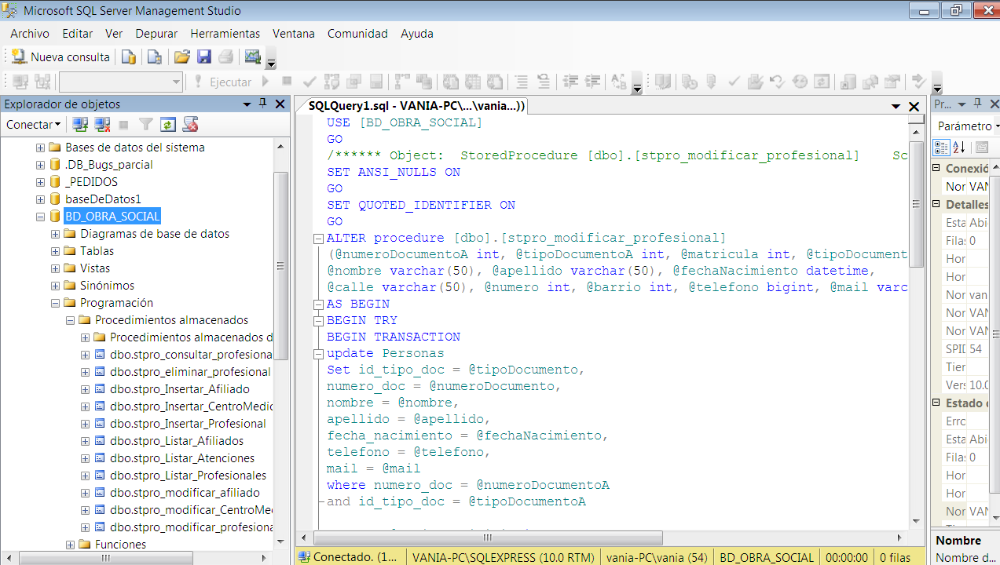 Microsoft SQL Server Management Studio
Archivo Editar Ver Depurar Herramientas Ventana Comunidad Ayuda
Nueva consulta
Ejecutar
Explorador de objetos
Conectar
Bases de datos del sistema
.DB_Bugs_parcial
_PEDIDOS
baseDeDatos1
BD_OBRA_SOCIAL
Diagramas de base de datos
Tablas
Vistas
Sinónimos
Programación
Procedimientos almacenados
Procedimientos almacenados d
dbo.stpro_consultar_profesiona
dbo.stpro_eliminar_profesional
dbo.stpro_Insertar_Afiliado
dbo.stpro_Insertar_CentroMedic
dbo.stpro_Insertar_Profesional
dbo.stpro_Listar_Afiliados
dbo.stpro_Listar_Atenciones
dbo.stpro_Listar_Profesionales
dbo.stpro_modificar_afiliado
dbo.stpro_modificar_CentroMe
dbo.stpro_modificar_profesiona
Funciones
SQLQuery1.sql - VANIA-PC\...\vania...))
USE [BD_OBRA_SOCIAL]
GO
/****** Object:  StoredProcedure [dbo].[stpro_modificar_profesional]    Sc
SET ANSI_NULLS ON
GO
SET QUOTED_IDENTIFIER ON
GO
ALTER procedure [dbo].[stpro_modificar_profesional]
(@numeroDocumentoA int, @tipoDocumentoA int, @matricula int, @tipoDocument
@nombre varchar(50), @apellido varchar(50), @fechaNacimiento datetime,
@calle varchar(50), @numero int, @barrio int, @telefono bigint, @mail varc
AS BEGIN
BEGIN TRY
BEGIN TRANSACTION
update Personas
Set id_tipo_doc = @tipoDocumento,
numero_doc = @numeroDocumento,
nombre = @nombre,
apellido = @apellido,
fecha_nacimiento = @fechaNacimiento,
telefono = @telefono,
mail = @mail
where numero_doc = @numeroDocumentoA
and id_tipo_doc = @tipoDocumentoA
Conectado. (1... VANIA-PC\SQLEXPRESS (10.0 RTM) vania-PC\vania (54) BD_OBRA_SOCIAL 00:00:00 0 filas
Pr...
Parámetro
Conexió
Nor VAN
Detalles
Esta Abi
Filas 0
Hor
Hor
Nor van
Nor VAN
Nor VAN
SPID 54
Tier
Vers 10.0
Estado d
Erro
Esta Abi
Filas 0
Hor
Hor
Nor VAN
Nombre
Nombre d...